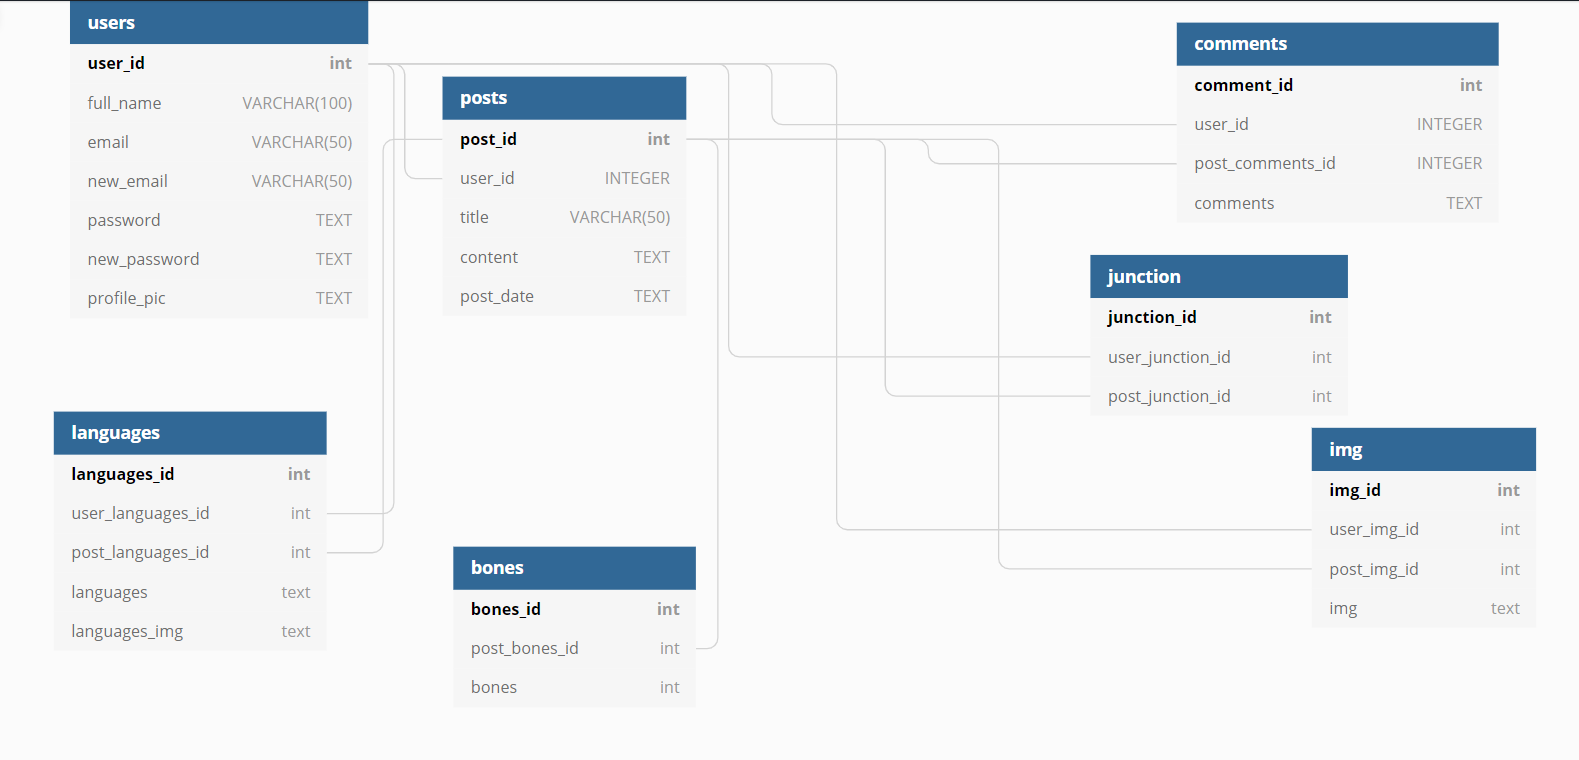 users
user_id int
full_name VARCHAR(100)
email VARCHAR(50)
new_email VARCHAR(50)
password TEXT
new_password TEXT
profile_pic TEXT
posts
post_id int
user_id INTEGER
title VARCHAR(50)
content TEXT
post_date TEXT
comments
comment_id int
user_id INTEGER
post_comments_id INTEGER
comments TEXT
junction
junction_id int
user_junction_id int
post_junction_id int
languages
languages_id int
user_languages_id int
post_languages_id int
languages text
languages_img text
bones
bones_id int
post_bones_id int
bones int
img
img_id int
user_img_id int
post_img_id int
img text